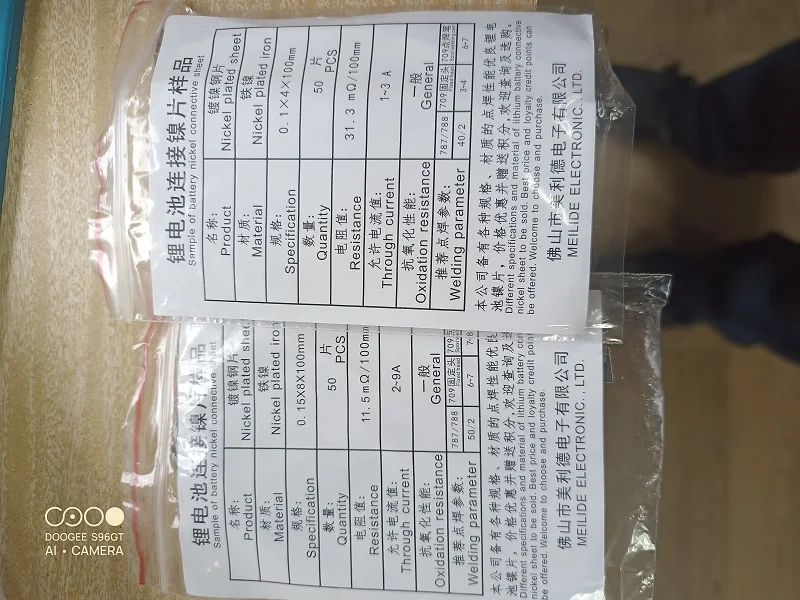 锂电池连接镍片样品
Sample of battery nickel connective sheet
名称: 镀镍钢片
Product Nickel plated sheet
材质: 铁镍
Material Nickel plated iron
规格: 0.1×4×100mm
Specification
数量: 50 片
Quantity PCS
电阻值: 31.3 mΩ/100mm
Resistance
允许电流值: 1~3 A
Through current
抗氧化性能: 一般
Oxidation resistance General
推荐点焊参数: 787/788 709固定头 709点焊笔
Welding parameter 40/2 3-4 6-7
本公司备有各种规格、材质的点焊性能优良锂电
池镍片,价格优惠并赠送积分,欢迎查询及选购。
Different specifications and material of lithium battery connective
nickel sheet to be sold. Best price and loyalty credit points can
be offered. Welcome to choose and purchase.
佛山市美利德电子有限公司
MEILIDE ELECTRONIC., LTD.
锂电池连接镍片样品
Sample of battery nickel connective sheet
名称: 镀镍钢片
Product Nickel plated sheet
材质: 铁镍
Material Nickel plated iron
规格: 0.15X8X100mm
Specification
数量: 50 片
Quantity PCS
电阻值: 11.5 mΩ/100mm
Resistance
允许电流值: 2~9A
Through current
抗氧化性能: 一般
Oxidation resistance General
推荐点焊参数: 787/788 709固定头 709
Welding parameter 50/2 6-7 7-8
本公司备有各种规格、材质的点焊性能优良
池镍片,价格优惠并赠送积分,欢迎查询及
Different specifications and material of lithium battery
nickel sheet to be sold. Best price and loyalty credit
be offered. Welcome to choose and purchase.
佛山市美利德电子有限公司
MEILIDE ELECTRONIC., LTD.
DOOGEE S96GT
AI • CAMERA